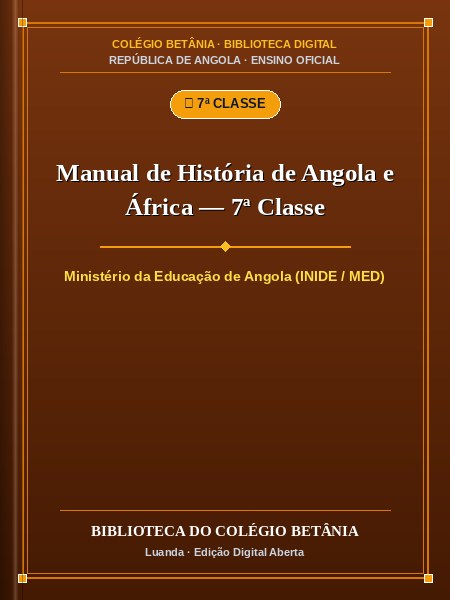 COLÉGIO BETÂNIA · BIBLIOTECA DIGITAL
REPÚBLICA DE ANGOLA · ENSINO OFICIAL
7ª CLASSE
Manual de História de Angola e
África — 7ª Classe
Ministério da Educação de Angola (INIDE / MED)
BIBLIOTECA DO COLÉGIO BETÂNIA
Luanda · Edição Digital Aberta